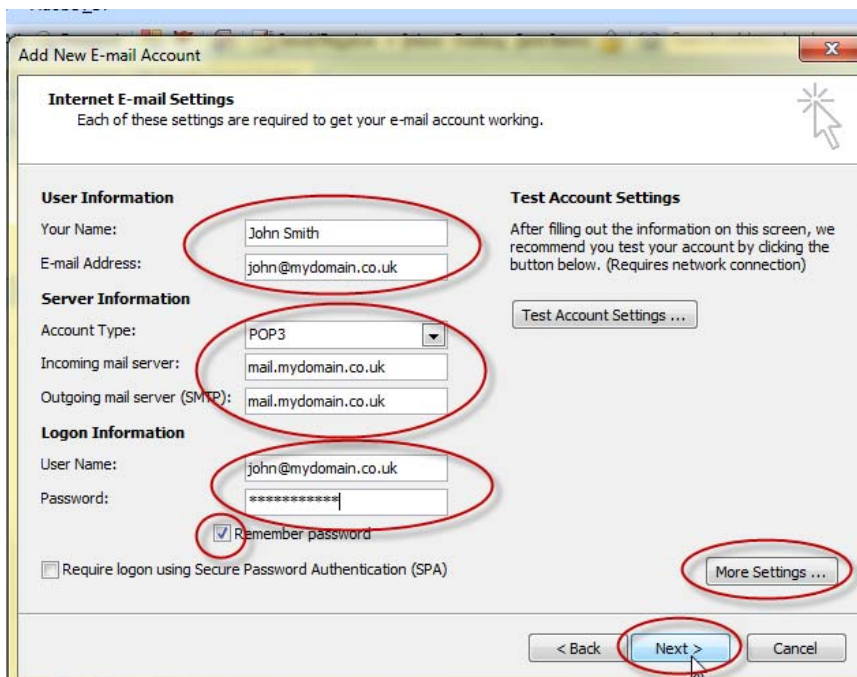 Add New E-mail Account
Internet E-mail Settings
Each of these settings are required to get your e-mail account working.
User Information
Your Name: John Smith
E-mail Address: john@mydomain.co.uk
Server Information
Account Type: POP3
Incoming mail server: mail.mydomain.co.uk
Outgoing mail server (SMTP): mail.mydomain.co.uk
Logon Information
User Name: john@mydomain.co.uk
Password: ***********
Remember password
Require logon using Secure Password Authentication (SPA)
Test Account Settings
After filling out the information on this screen, we
recommend you test your account by clicking the
button below. (Requires network connection)
Test Account Settings ...
More Settings ...
< Back Next > Cancel